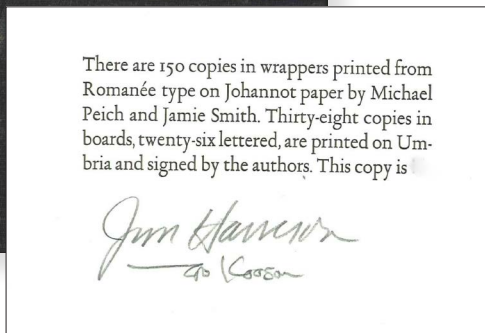 There are 150 copies in wrappers printed from
Romanée type on Johannot paper by Michael
Peich and Jamie Smith. Thirty-eight copies in
boards, twenty-six lettered, are printed on Um-
bria and signed by the authors. This copy is
Jim Harrison